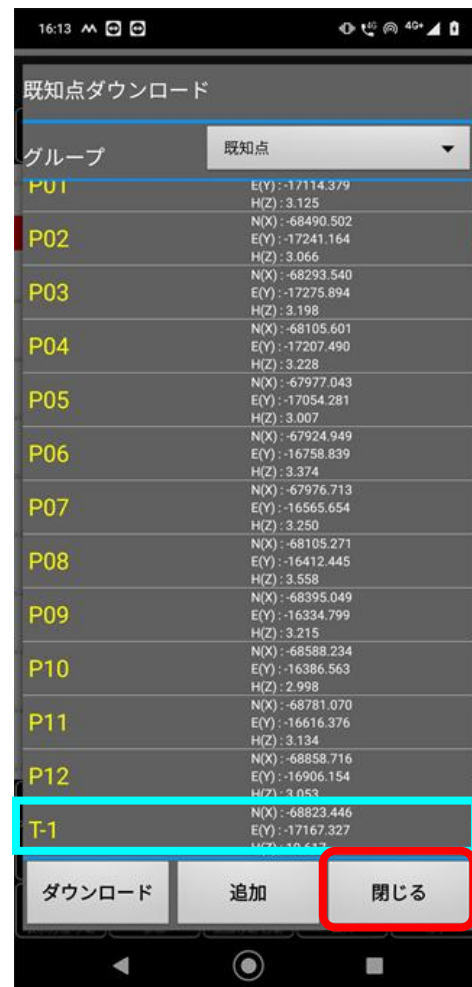 16:13
4G 4G+
既知点ダウンロード
グループ
既知点
P01
E(Y) : -17114.379
H(Z) : 3.125
P02
N(X) : -68490.502
E(Y) : -17241.164
H(Z) : 3.066
P03
N(X) : -68293.540
E(Y) : -17275.894
H(Z) : 3.198
P04
N(X) : -68105.601
E(Y) : -17207.490
H(Z) : 3.228
P05
N(X) : -67977.043
E(Y) : -17054.281
H(Z) : 3.007
P06
N(X) : -67924.949
E(Y) : -16758.839
H(Z) : 3.374
P07
N(X) : -67976.713
E(Y) : -16565.654
H(Z) : 3.250
P08
N(X) : -68105.271
E(Y) : -16412.445
H(Z) : 3.558
P09
N(X) : -68395.049
E(Y) : -16334.799
H(Z) : 3.215
P10
N(X) : -68588.234
E(Y) : -16386.563
H(Z) : 2.998
P11
N(X) : -68781.070
E(Y) : -16616.376
H(Z) : 3.134
P12
N(X) : -68858.716
E(Y) : -16906.154
H(Z) : 3.053
T-1
N(X) : -68823.446
E(Y) : -17167.327
H(Z) : 10.617
ダウンロード
追加
閉じる